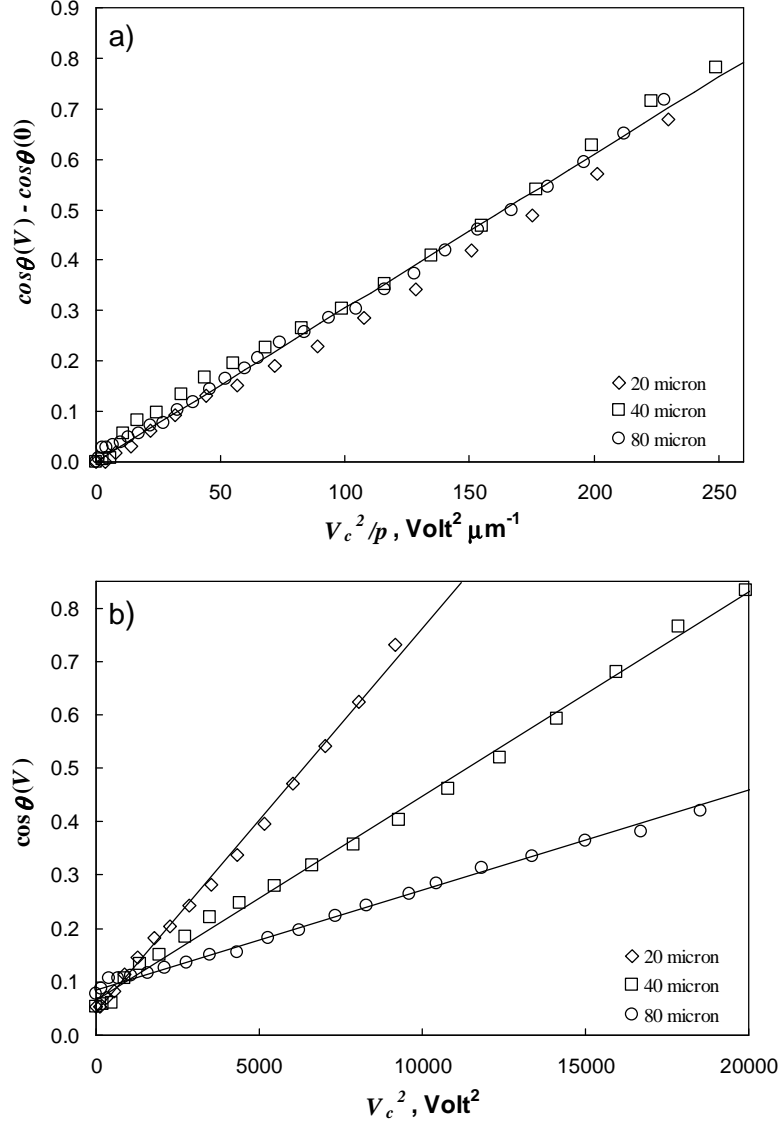 a)
0.9
0.8
0.7
0.6
0.5
0.4
0.3
0.2
0.1
0.0
cosθ(V) - cosθ(0)
20 micron
40 micron
80 micron
0 50 100 150 200 250
V_c²/p , Volt² μm⁻¹
b)
0.8
0.7
0.6
0.5
0.4
0.3
0.2
0.1
0.0
cos θ(V)
20 micron
40 micron
80 micron
0 5000 10000 15000 20000
V_c² , Volt²